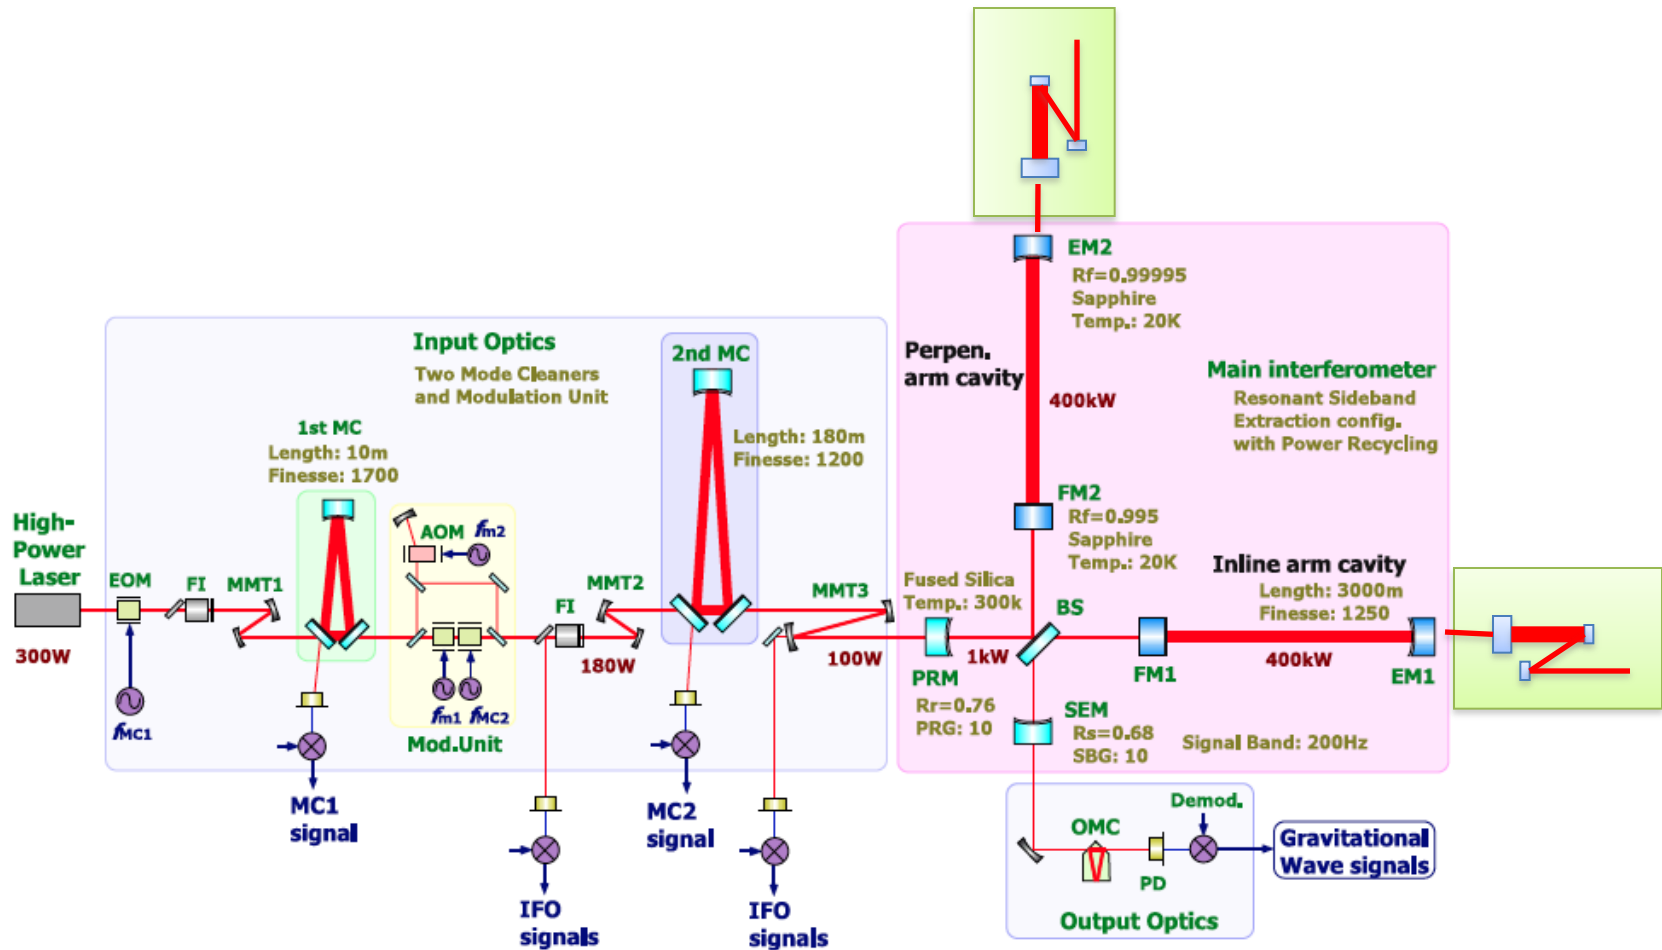 EM2
Rf=0.99995
Sapphire
Temp.: 20K
Perpen.
arm cavity
400kW
Main interferometer
Resonant Sideband
Extraction config.
with Power Recycling
Input Optics
Two Mode Cleaners
and Modulation Unit
2nd MC
Length: 180m
Finesse: 1200
1st MC
Length: 10m
Finesse: 1700
High-
Power
Laser
300W
EOM
FI
MMT1
fMC1
AOM
fm2
fm1
fMC2
Mod.Unit
FI
MMT2
180W
MMT3
100W
FM2
Rf=0.995
Sapphire
Temp.: 20K
Fused Silica
Temp.: 300k
BS
Inline arm cavity
Length: 3000m
Finesse: 1250
PRM
1kW
FM1
400kW
EM1
Rr=0.76
PRG: 10
SEM
Rs=0.68
SBG: 10
Signal Band: 200Hz
MC1
signal
IFO
signals
MC2
signal
IFO
signals
Demod.
OMC
PD
Gravitational
Wave signals
Output Optics